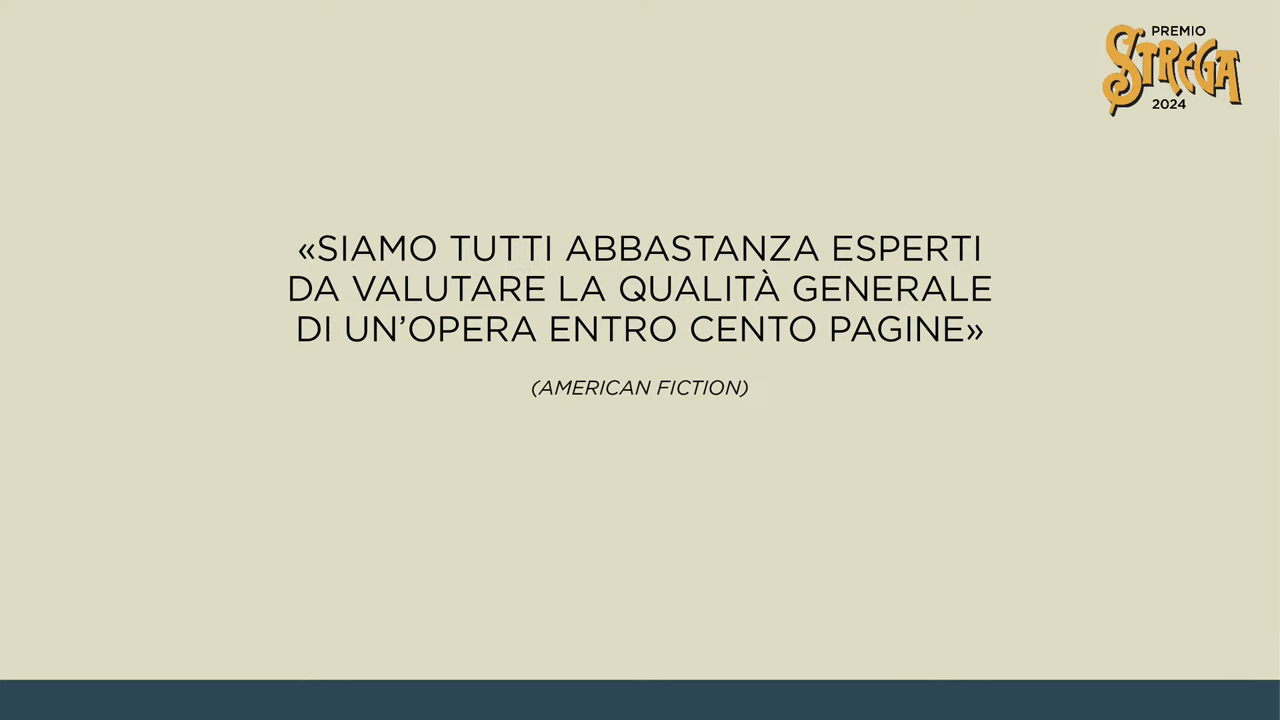 PREMIO
STREGA
2024
«SIAMO TUTTI ABBASTANZA ESPERTI
DA VALUTARE LA QUALITÀ GENERALE
DI UN’OPERA ENTRO CENTO PAGINE»
(AMERICAN FICTION)